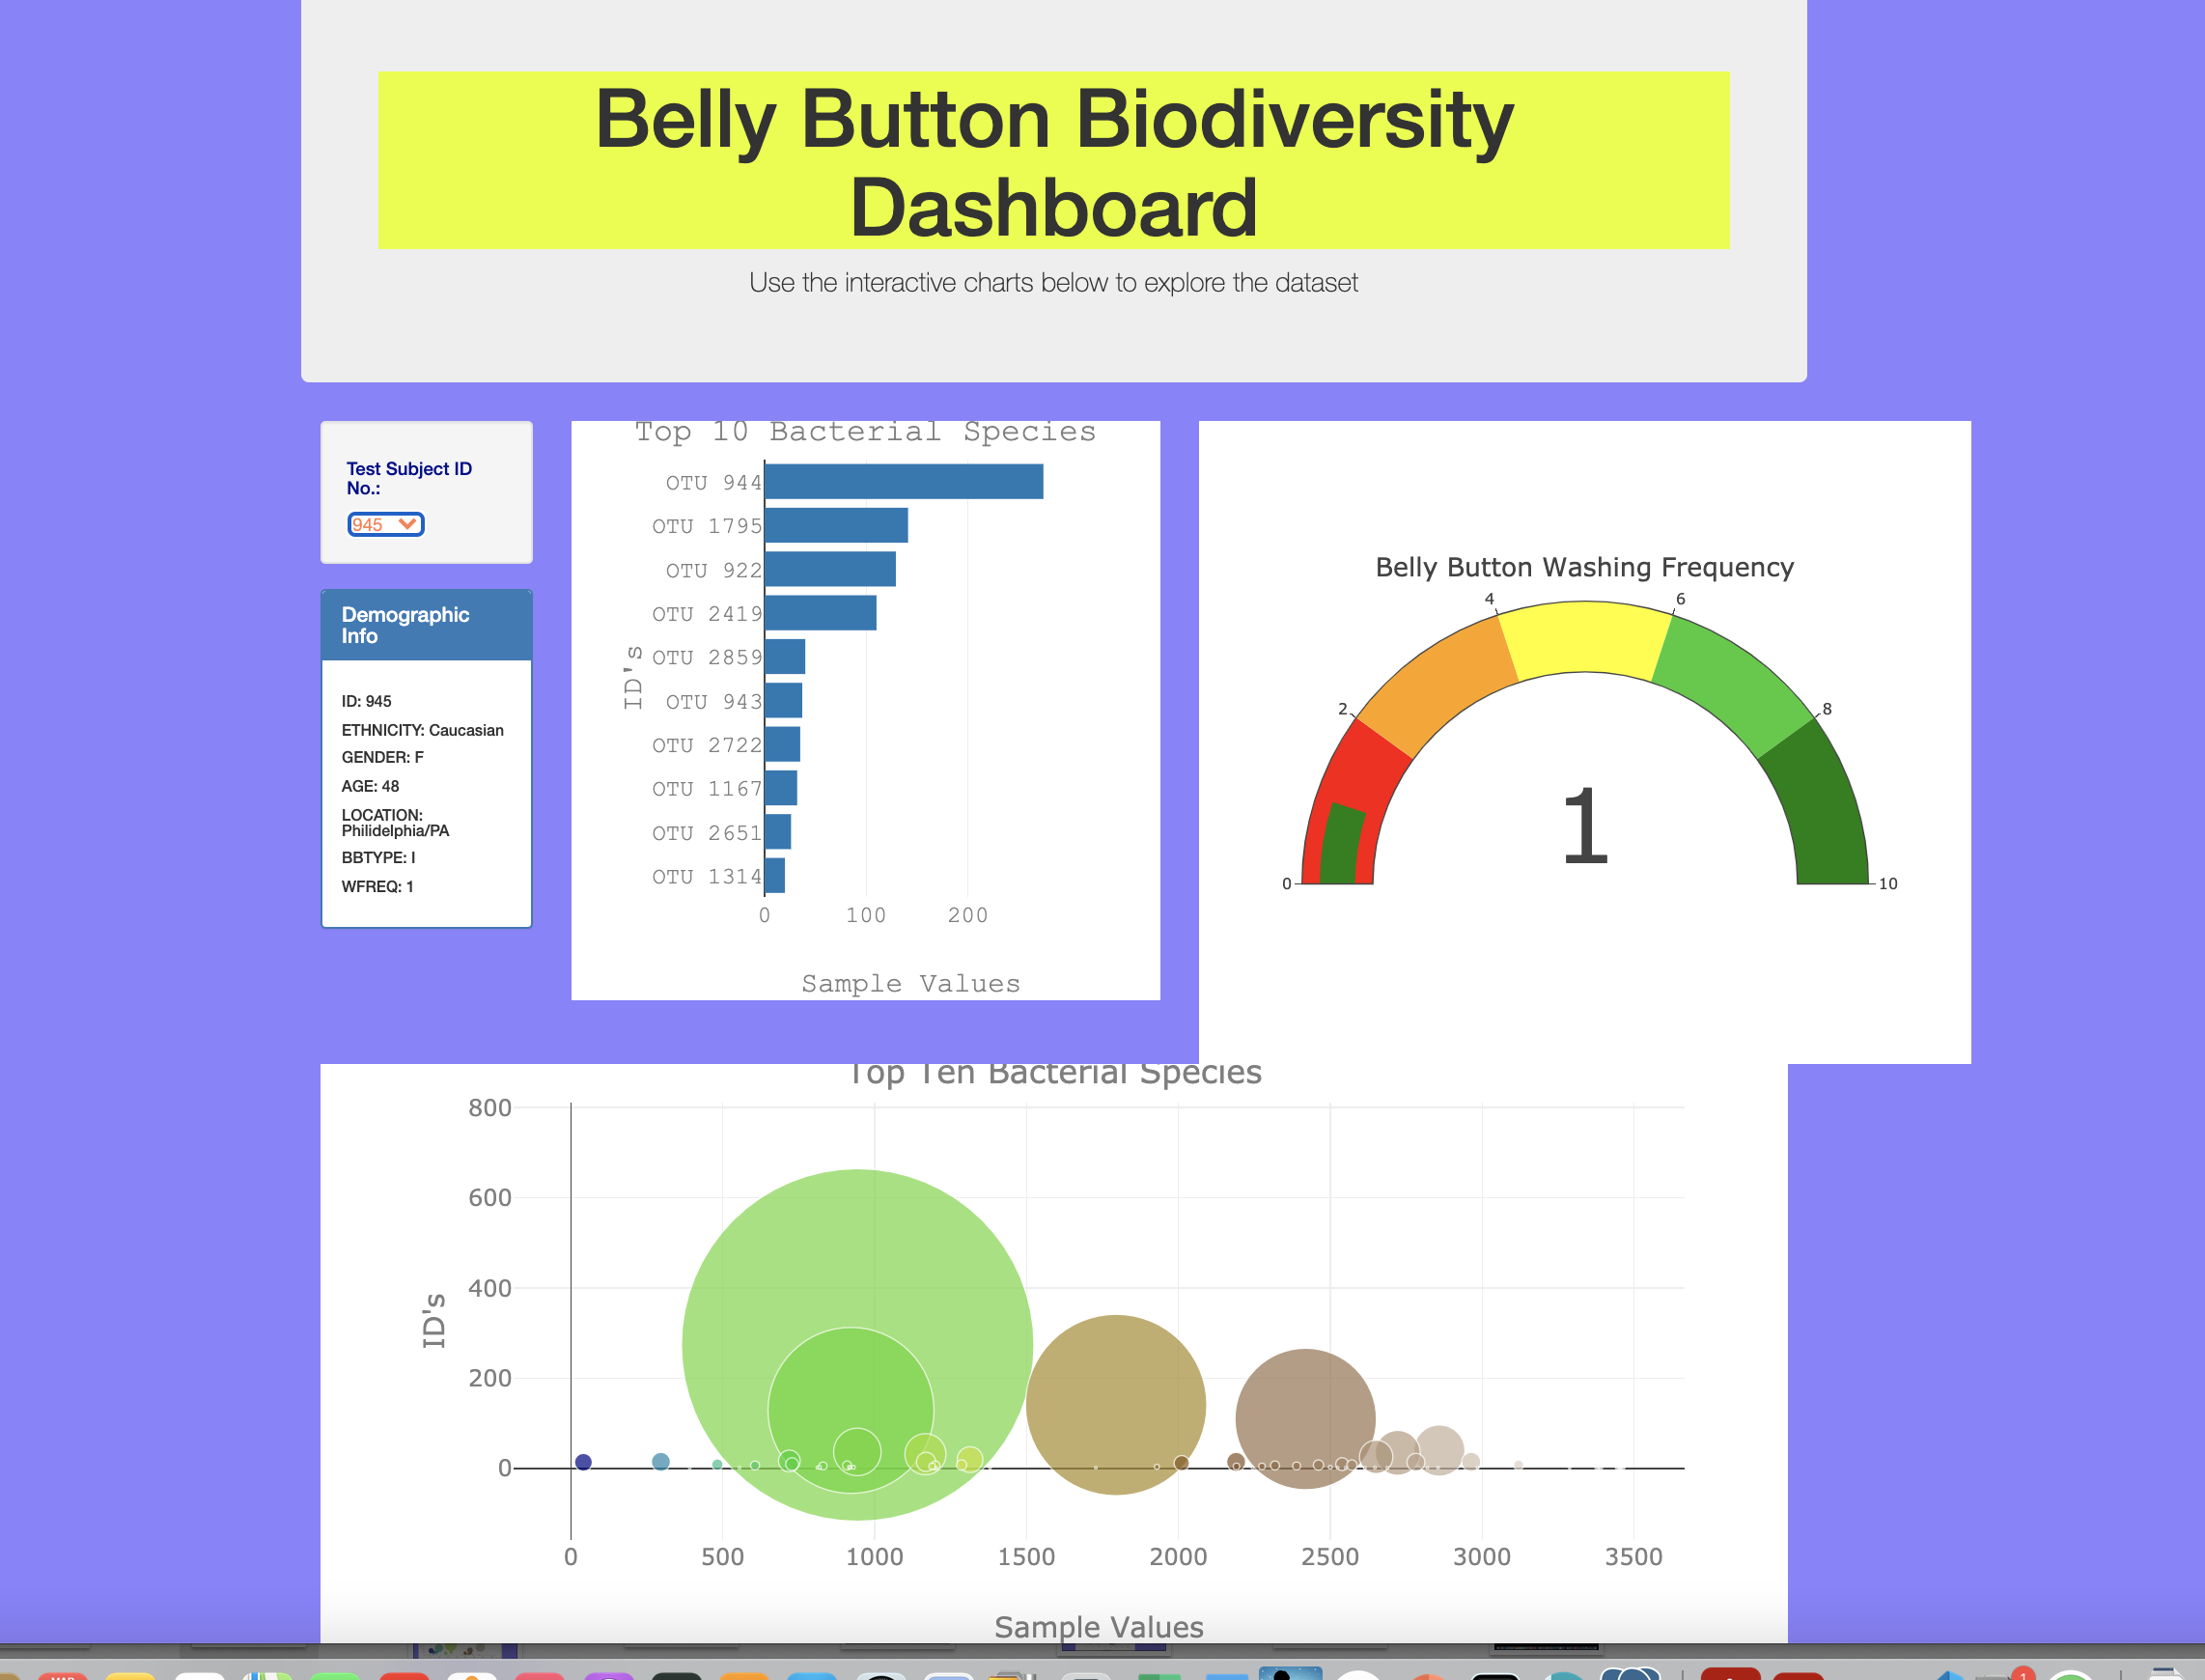 Belly Button Biodiversity
Dashboard
Use the interactive charts below to explore the dataset
Test Subject ID
No.:
945
Demographic
Info
ID: 945
ETHNICITY: Caucasian
GENDER: F
AGE: 48
LOCATION:
Philidelphia/PA
BBTYPE: I
WFREQ: 1
Top 10 Bacterial Species
ID's
OTU 944
OTU 1795
OTU 922
OTU 2419
OTU 2859
OTU 943
OTU 2722
OTU 1167
OTU 2651
OTU 1314
0 100 200
Sample Values
Belly Button Washing Frequency
0
2
4
6
8
10
1
Top Ten Bacterial Species
ID's
800
600
400
200
0
0 500 1000 1500 2000 2500 3000 3500
Sample Values
MAR
1